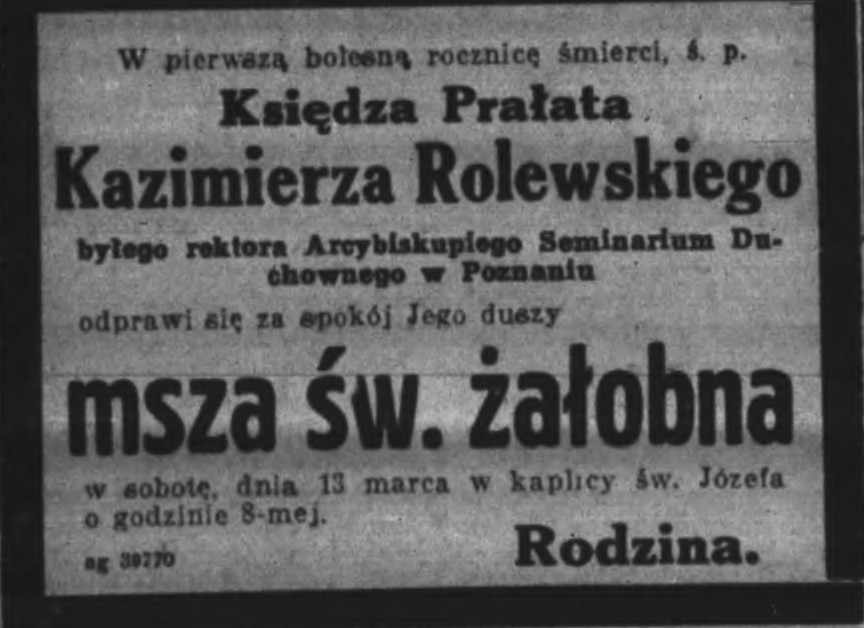 W pierwszą bolesną rocznicę śmierci, ś. p.
Księdza Prałata
Kazimierza Rolewskiego
byłego rektora Arcybiskupiego Seminarium Du-
chownego w Poznaniu
odprawi się za spokój Jego duszy
msza św. żałobna
w sobotę, dnia 13 marca w kaplicy św. Józefa
o godzinie 8-mej.
Rodzina.
ag 39770